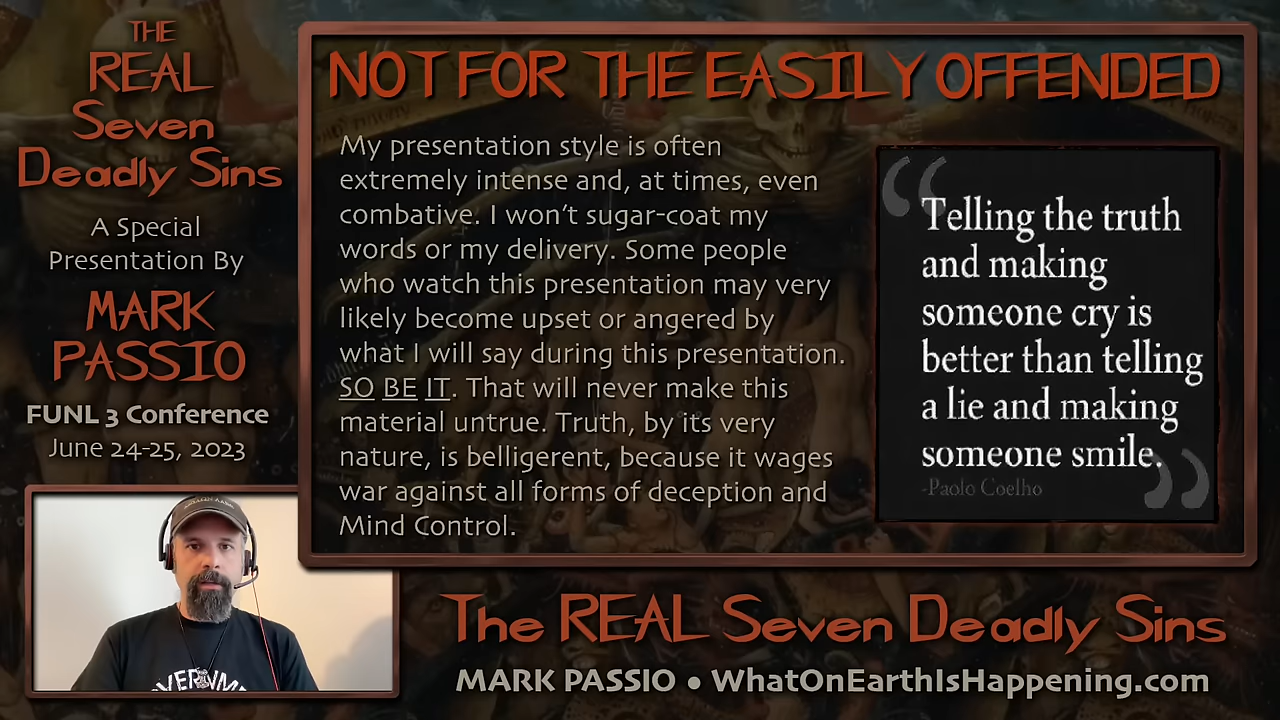 THE
REAL
Seven
Deadly Sins
A Special
Presentation By
MARK
PASSIO
FUNL 3 Conference
June 24-25, 2023
NOT FOR THE EASILY OFFENDED
My presentation style is often
extremely intense and, at times, even
combative. I won't sugar-coat my
words or my delivery. Some people
who watch this presentation may very
likely become upset or angered by
what I will say during this presentation.
SO BE IT. That will never make this
material untrue. Truth, by its very
nature, is belligerent, because it wages
war against all forms of deception and
Mind Control.
“Telling the truth
and making
someone cry is
better than telling
a lie and making
someone smile.”
-Paolo Coelho
The REAL Seven Deadly Sins
MARK PASSIO • WhatOnEarthIsHappening.com